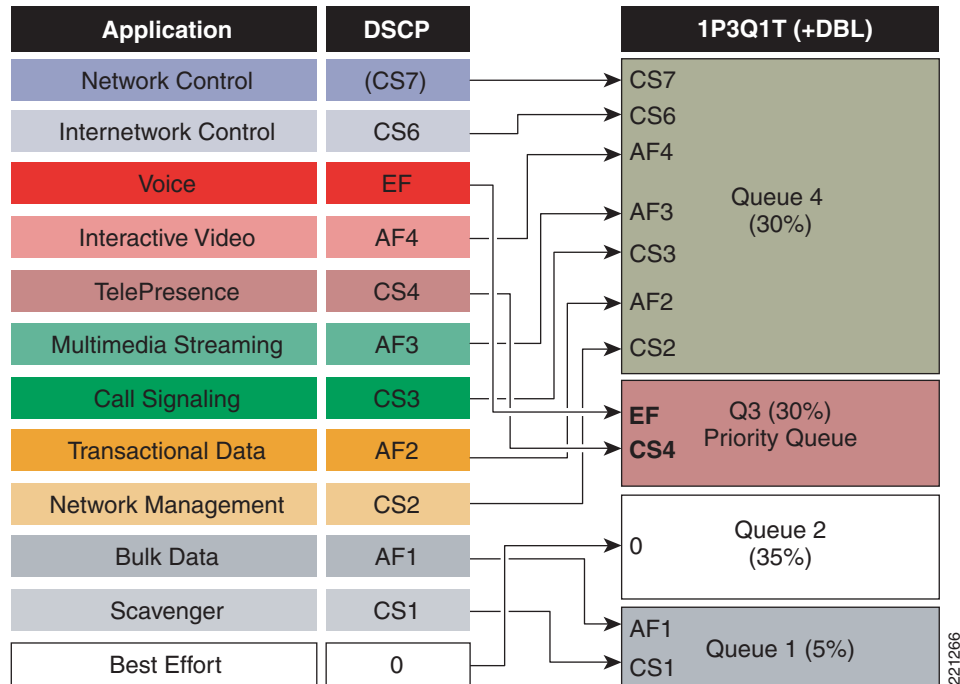 Application DSCP 1P3Q1T (+DBL)
Network Control (CS7) CS7
Internetwork Control CS6 CS6
Voice EF AF4
Interactive Video AF4 AF3
TelePresence CS4 CS3
Multimedia Streaming AF3 AF2
Call Signaling CS3 CS2
Transactional Data AF2
Network Management CS2
Bulk Data AF1
Scavenger CS1
Best Effort 0
Queue 4
(30%)
EF Q3 (30%)
CS4 Priority Queue
0 Queue 2
(35%)
AF1 Queue 1 (5%)
CS1
221266